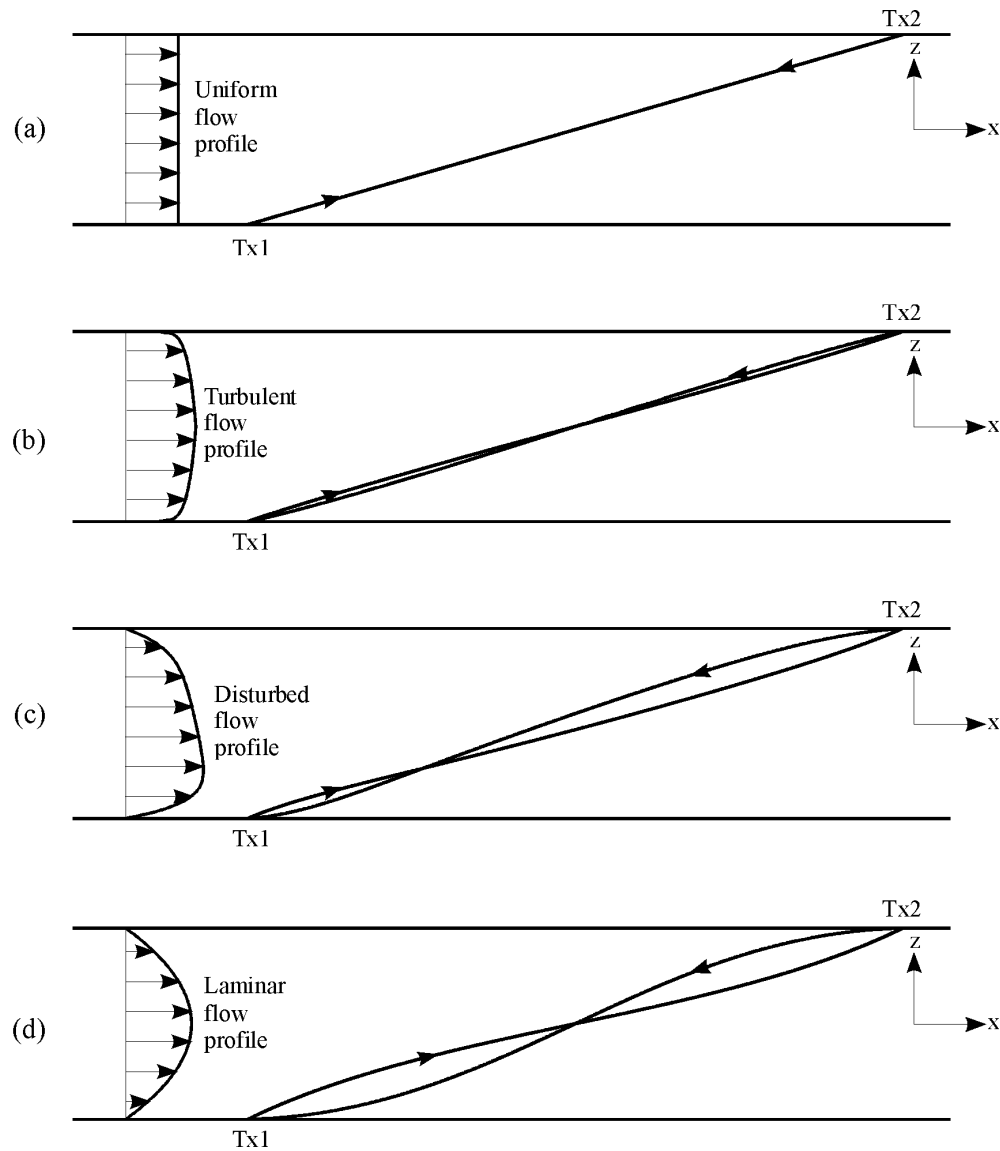 Tx2
z
(a)
Uniform
flow
profile
x
Tx1
Tx2
z
(b)
Turbulent
flow
profile
x
Tx1
Tx2
z
(c)
Disturbed
flow
profile
x
Tx1
Tx2
z
(d)
Laminar
flow
profile
x
Tx1